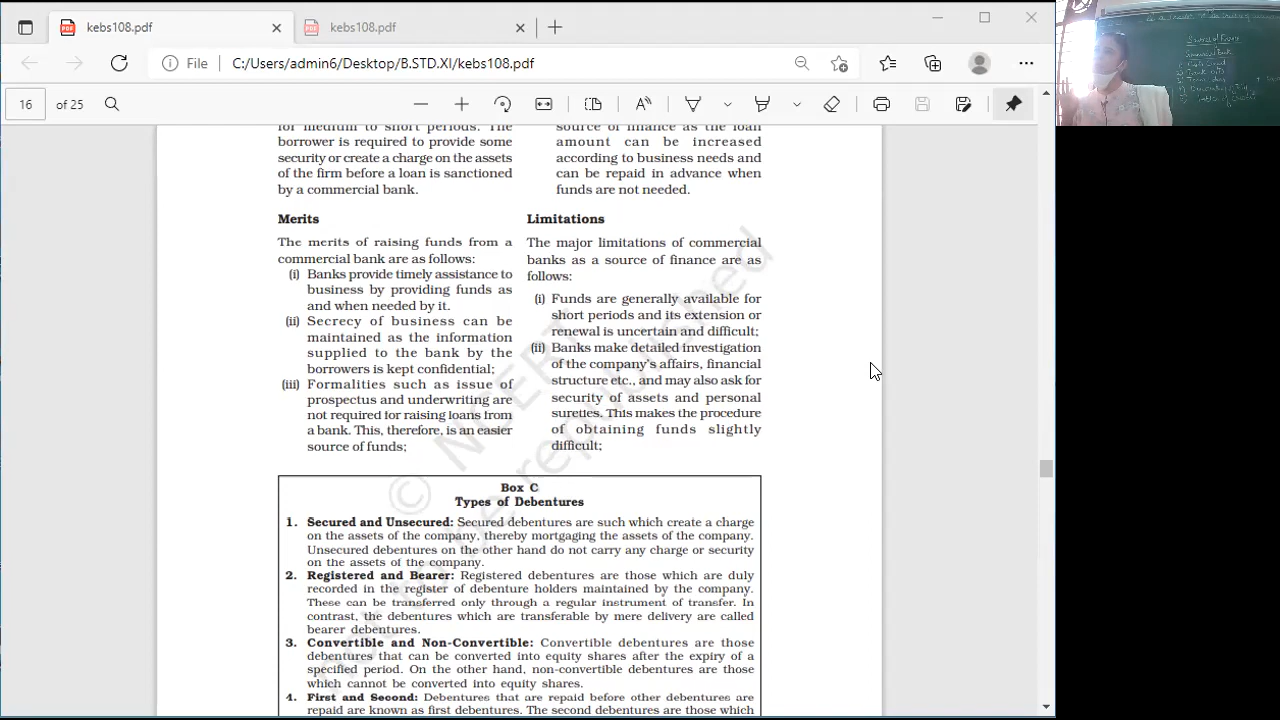 kebs108.pdf
kebs108.pdf
File
C:/Users/admin6/Desktop/B.STD.XI/kebs108.pdf
16 of 25
for medium to short periods. The
borrower is required to provide some
security or create a charge on the assets
of the firm before a loan is sanctioned
by a commercial bank.
Merits
The merits of raising funds from a
commercial bank are as follows:
(i) Banks provide timely assistance to
business by providing funds as
and when needed by it.
(ii) Secrecy of business can be
maintained as the information
supplied to the bank by the
borrowers is kept confidential;
(iii) Formalities such as issue of
prospectus and underwriting are
not required for raising loans from
a bank. This, therefore, is an easier
source of funds;
source of finance as the loan
amount can be increased
according to business needs and
can be repaid in advance when
funds are not needed.
Limitations
The major limitations of commercial
banks as a source of finance are as
follows:
(i) Funds are generally available for
short periods and its extension or
renewal is uncertain and difficult;
(ii) Banks make detailed investigation
of the company's affairs, financial
structure etc., and may also ask for
security of assets and personal
sureties. This makes the procedure
of obtaining funds slightly
difficult;
Box C
Types of Debentures
1. Secured and Unsecured: Secured debentures are such which create a charge
on the assets of the company, thereby mortgaging the assets of the company.
Unsecured debentures on the other hand do not carry any charge or security
on the assets of the company.
2. Registered and Bearer: Registered debentures are those which are duly
recorded in the register of debenture holders maintained by the company.
These can be transferred only through a regular instrument of transfer. In
contrast, the debentures which are transferable by mere delivery are called
bearer debentures.
3. Convertible and Non-Convertible: Convertible debentures are those
debentures that can be converted into equity shares after the expiry of a
specified period. On the other hand, non-convertible debentures are those
which cannot be converted into equity shares.
4. First and Second: Debentures that are repaid before other debentures are
repaid are known as first debentures. The second debentures are those which
© NCERT
not to be republished